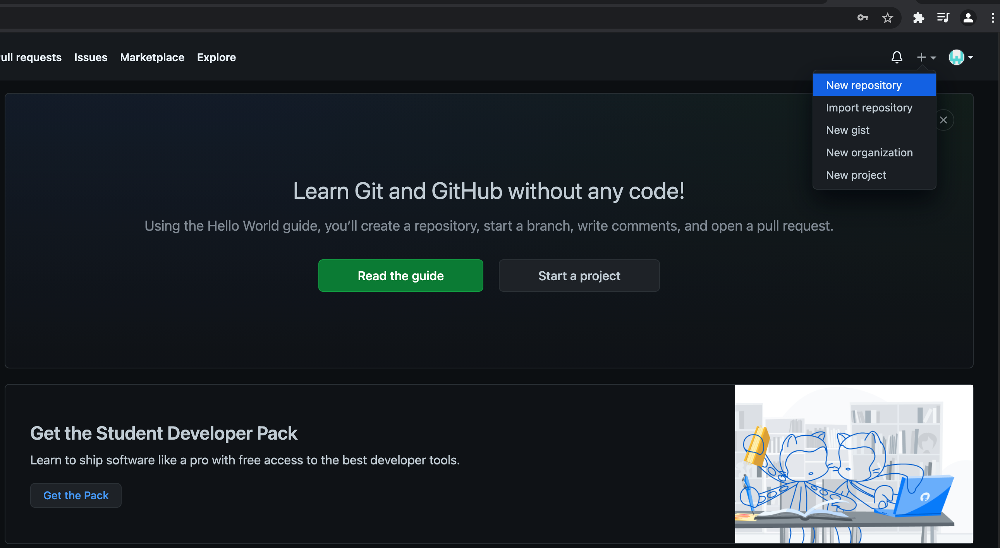 ull requests Issues Marketplace Explore
New repository
Import repository
New gist
New organization
New project
Learn Git and GitHub without any code!
Using the Hello World guide, you’ll create a repository, start a branch, write comments, and open a pull request.
Read the guide Start a project
Get the Student Developer Pack
Learn to ship software like a pro with free access to the best developer tools.
Get the Pack